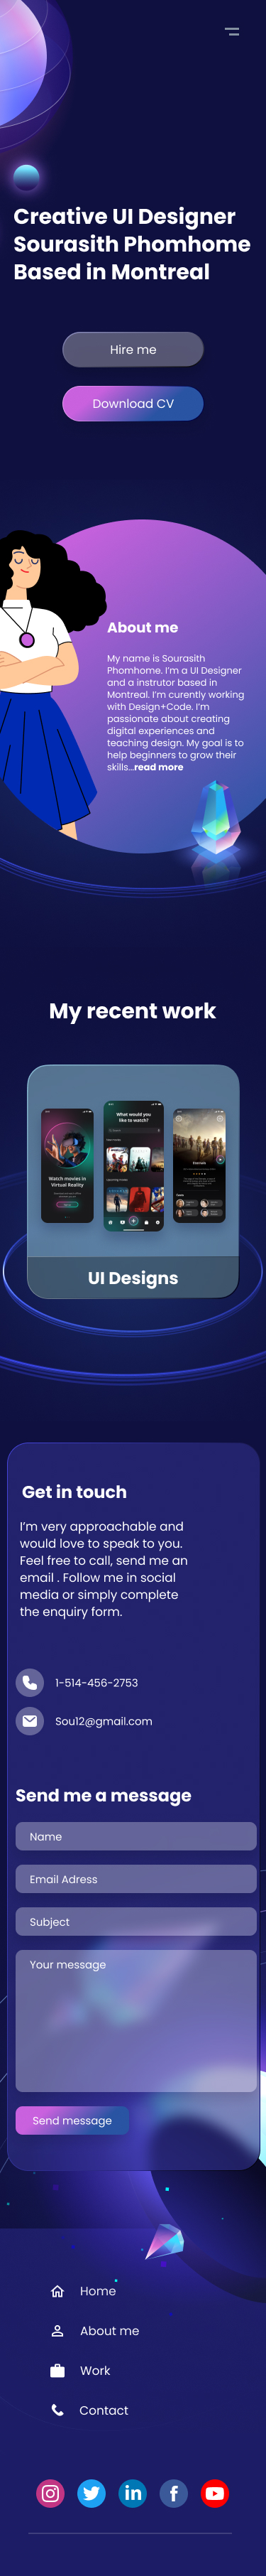 Creative UI Designer
Sourasith Phomhome
Based in Montreal
Hire me
Download CV
About me
My name is Sourasith
Phomhome. I'm a UI Designer
and a instrutor based in
Montreal. I'm curently working
with Design+Code. I'm
passionate about creating
digital experiences and
teaching design. My goal is to
help beginners to grow their
skills...read more
My recent work
What would you
like to watch?
Watch movies in
Virtual Reality
Eternals
UI Designs
Get in touch
I'm very approachable and
would love to speak to you.
Feel free to call, send me an
email . Follow me in social
media or simply complete
the enquiry form.
1-514-456-2753
Sou12@gmail.com
Send me a message
Name
Email Adress
Subject
Your message
Send message
Home
About me
Work
Contact